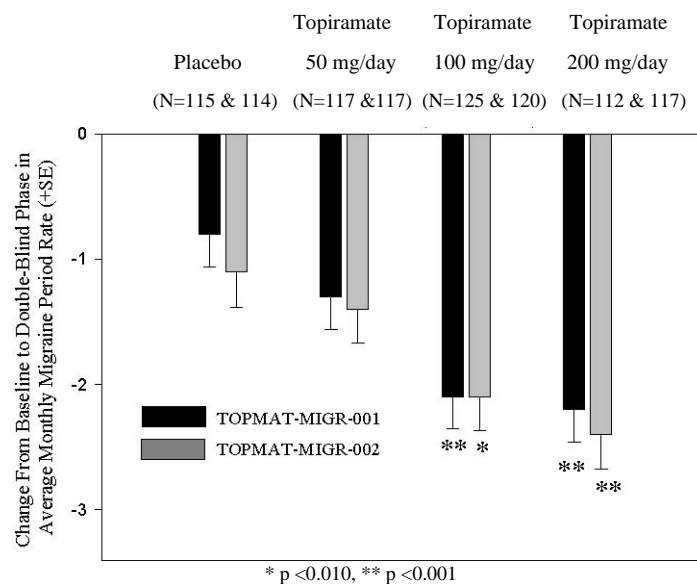 Topiramate Topiramate Topiramate
Placebo 50 mg/day 100 mg/day 200 mg/day
(N=115 & 114) (N=117 &117) (N=125 & 120) (N=112 & 117)
Change From Baseline to Double-Blind Phase in
Average Monthly Migraine Period Rate (+SE)
0
-1
-2
-3
TOPMAT-MIGR-001
TOPMAT-MIGR-002
** * ** **
* p <0.010, ** p <0.001